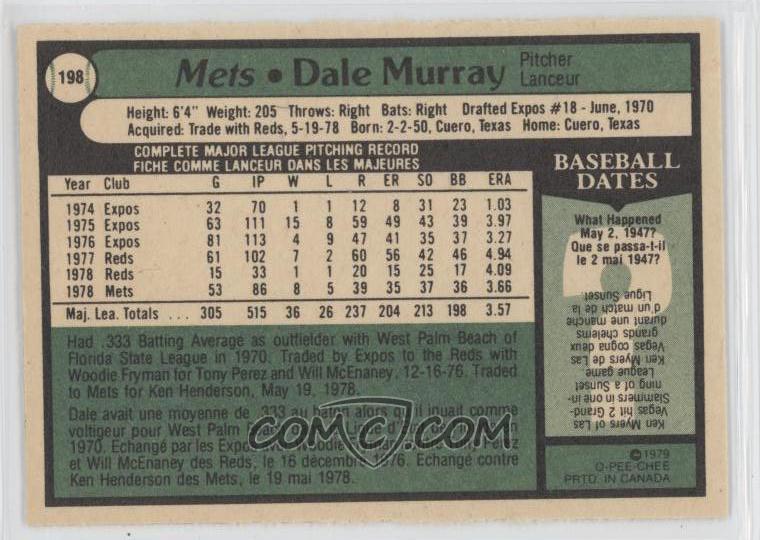 198
Mets • Dale Murray
Pitcher
Lanceur
Height: 6'4" Weight: 205 Throws: Right Bats: Right Drafted Expos #18 - June, 1970
Acquired: Trade with Reds, 5-19-78 Born: 2-2-50, Cuero, Texas Home: Cuero, Texas
COMPLETE MAJOR LEAGUE PITCHING RECORD
FICHE COMME LANCEUR DANS LES MAJEURES
Year Club G IP W L R ER SO BB ERA
1974 Expos 32 70 1 1 12 8 31 23 1.03
1975 Expos 63 111 15 8 59 49 43 39 3.97
1976 Expos 81 113 4 9 47 41 35 37 3.27
1977 Reds 61 102 7 2 60 56 42 46 4.94
1978 Reds 15 33 1 1 20 15 25 17 4.09
1978 Mets 53 86 8 5 39 35 37 36 3.66
Maj. Lea. Totals ... 305 515 36 26 237 204 213 198 3.57
Had .333 Batting Average as outfielder with West Palm Beach of
Florida State League in 1970. Traded by Expos to the Reds with
Woodie Fryman for Tony Perez and Will McEnaney, 12-16-76. Traded
to Mets for Ken Henderson, May 19, 1978.
Dale avait une moyenne de .333 au bâton alors qu'il jouait comme
voltigeur pour West Palm Beach
1970. Echangé par les Expos Woodie Perez
et Will McEnaney des Reds, le 16 décembre 1976. Echangé contre
Ken Henderson des Mets, le 19 mai 1978.
COMC.COM
BASEBALL
DATES
What Happened
May 2, 1947?
Que se passa-t-il
le 2 mai 1947?
Ken Myers of Las
Vegas hit 2 Grand-
Slammers in one in-
ning of a Sunset
League game
Ken Myers de Las
Vegas cogna deux
grands chelems
durant une manche
d'un match de la
Ligue Sunset.
© 1979
O-PEE-CHEE
PRTD. IN CANADA